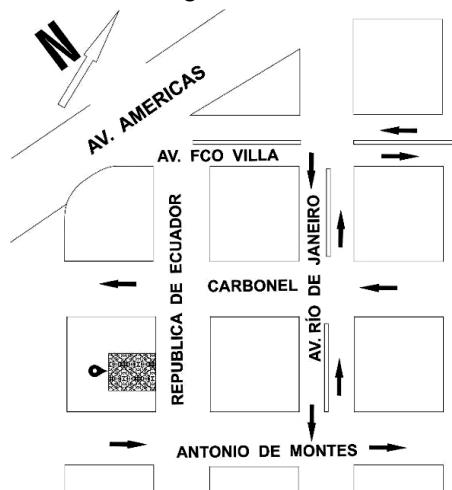 N
AV. AMERICAS
AV. FCO VILLA
REPUBLICA DE ECUADOR
CARBONEL
AV. RÍO DE JANEIRO
ANTONIO DE MONTES